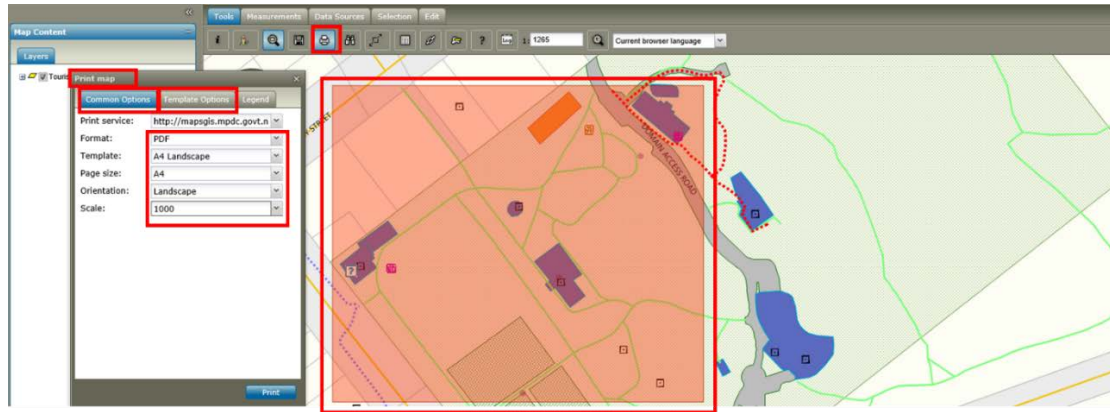 Tools Measurements Data Sources Selection Edit
Map Content
Layers
i ? Log 1: 1265 Current browser language
Touris
Print map
Common Options Template Options Legend
Print service: http://mapsgis.mpdc.govt.n
Format: PDF
Template: A4 Landscape
Page size: A4
Orientation: Landscape
Scale: 1000
Print
STREET
DOMAIN ACCESS ROAD
?